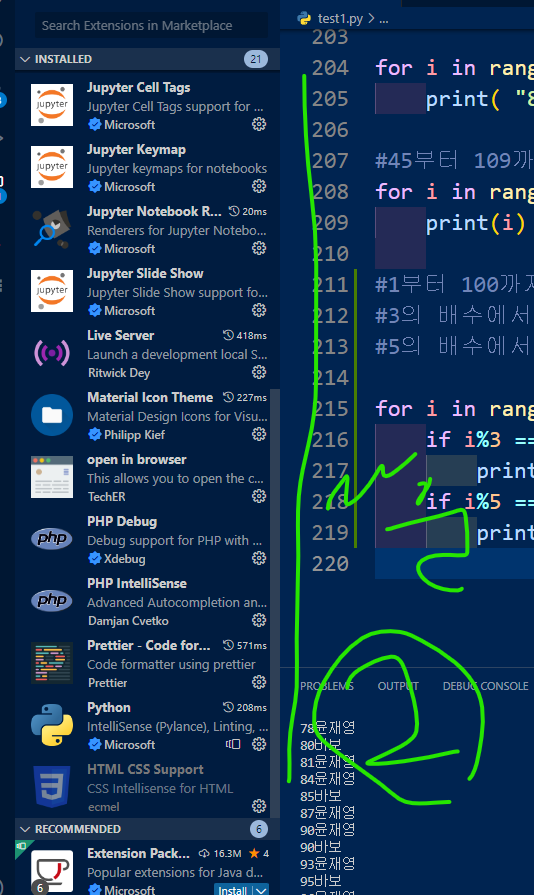 Search Extensions in Marketplace
INSTALLED 21
Jupyter Cell Tags
Jupyter Cell Tags support for ...
Microsoft
Jupyter Keymap
Jupyter keymaps for notebooks
Microsoft
Jupyter Notebook R... 20ms
Renderers for Jupyter Notebo...
Microsoft
Jupyter Slide Show
Jupyter Slide Show support fo...
Microsoft
Live Server 418ms
Launch a development local S...
Ritwick Dey
Material Icon Theme 227ms
Material Design Icons for Visu...
Philipp Kief
open in browser
This allows you to open the c...
TechER
PHP Debug
Debug support for PHP with ...
Xdebug
PHP IntelliSense
Advanced Autocompletion an...
Damjan Cvetko
Prettier - Code for... 571ms
Code formatter using prettier
Prettier
Python 208ms
IntelliSense (Pylance), Linting, ...
Microsoft
HTML CSS Support
CSS Intellisense for HTML
ecmel
RECOMMENDED 6
Extension Pack... 16.3M 4
Popular extensions for Java d...
Microsoft Install
6
test1.py > ...
203
204 for i in rang
205 print( "8
206
207 #45부터 109까
208 for i in rang
209 print(i)
210
211 #1부터 100까지
212 #3의 배수에서
213 #5의 배수에서
214
215 for i in rang
216 if i%3 ==
217 print
218 if i%5 ==
219 print
220
2
PROBLEMS OUTPUT DEBUG CONSOLE
78윤재영
80바보
81윤재영
84윤재영
85바보
87윤재영
90윤재영
90바보
93윤재영
95바보